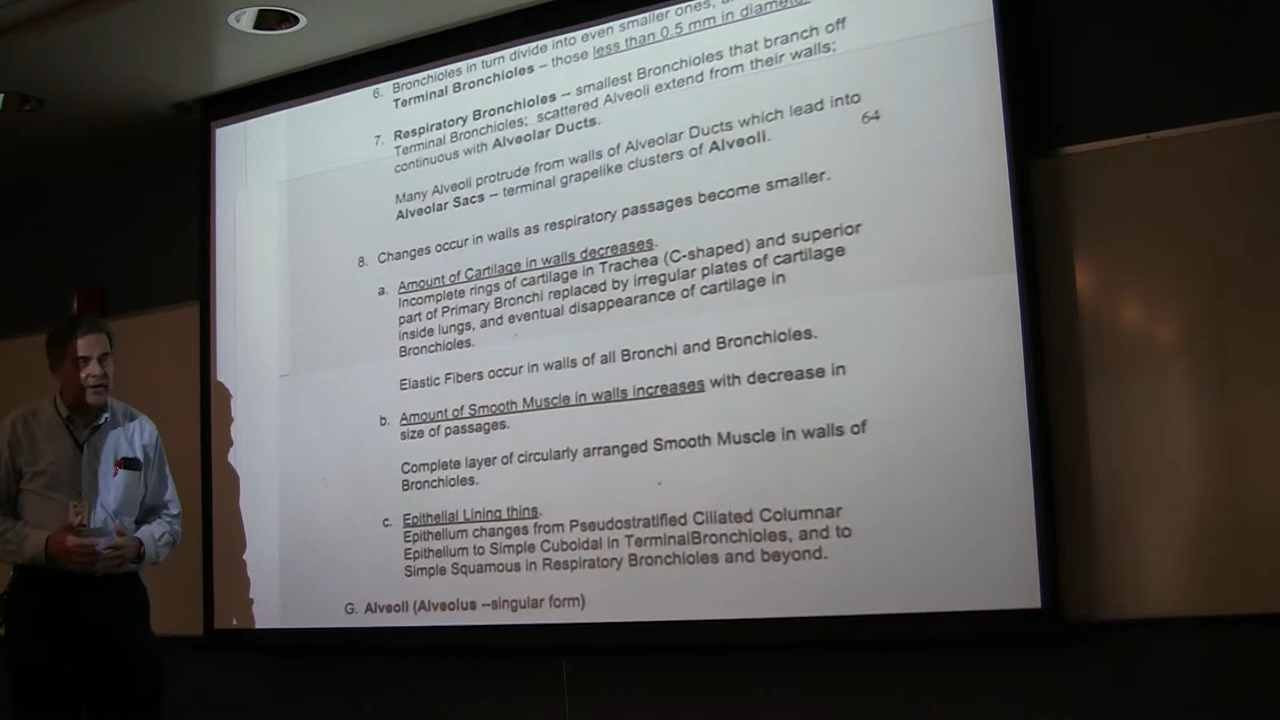 6. Bronchioles in turn divide into even smaller ones,
Terminal Bronchioles – those less than 0.5 mm in
7. Respiratory Bronchioles -- smallest Bronchioles that branch off
Terminal Bronchioles; scattered Alveoli extend from their walls;
continuous with Alveolar Ducts.
64
Many Alveoli protrude from walls of Alveolar Ducts which lead into
Alveolar Sacs -- terminal grapelike clusters of Alveoli.
8. Changes occur in walls as respiratory passages become smaller.
a. Amount of Cartilage in walls decreases.
Incomplete rings of cartilage in Trachea (C-shaped) and superior
part of Primary Bronchi replaced by irregular plates of cartilage
inside lungs, and eventual disappearance of cartilage in
Bronchioles.
Elastic Fibers occur in walls of all Bronchi and Bronchioles.
b. Amount of Smooth Muscle in walls increases with decrease in
size of passages.
Complete layer of circularly arranged Smooth Muscle in walls of
Bronchioles.
c. Epithelial Lining thins.
Epithelium changes from Pseudostratified Ciliated Columnar
Epithelium to Simple Cuboidal in TerminalBronchioles, and to
Simple Squamous in Respiratory Bronchioles and beyond.
G. Alveoli (Alveolus --singular form)